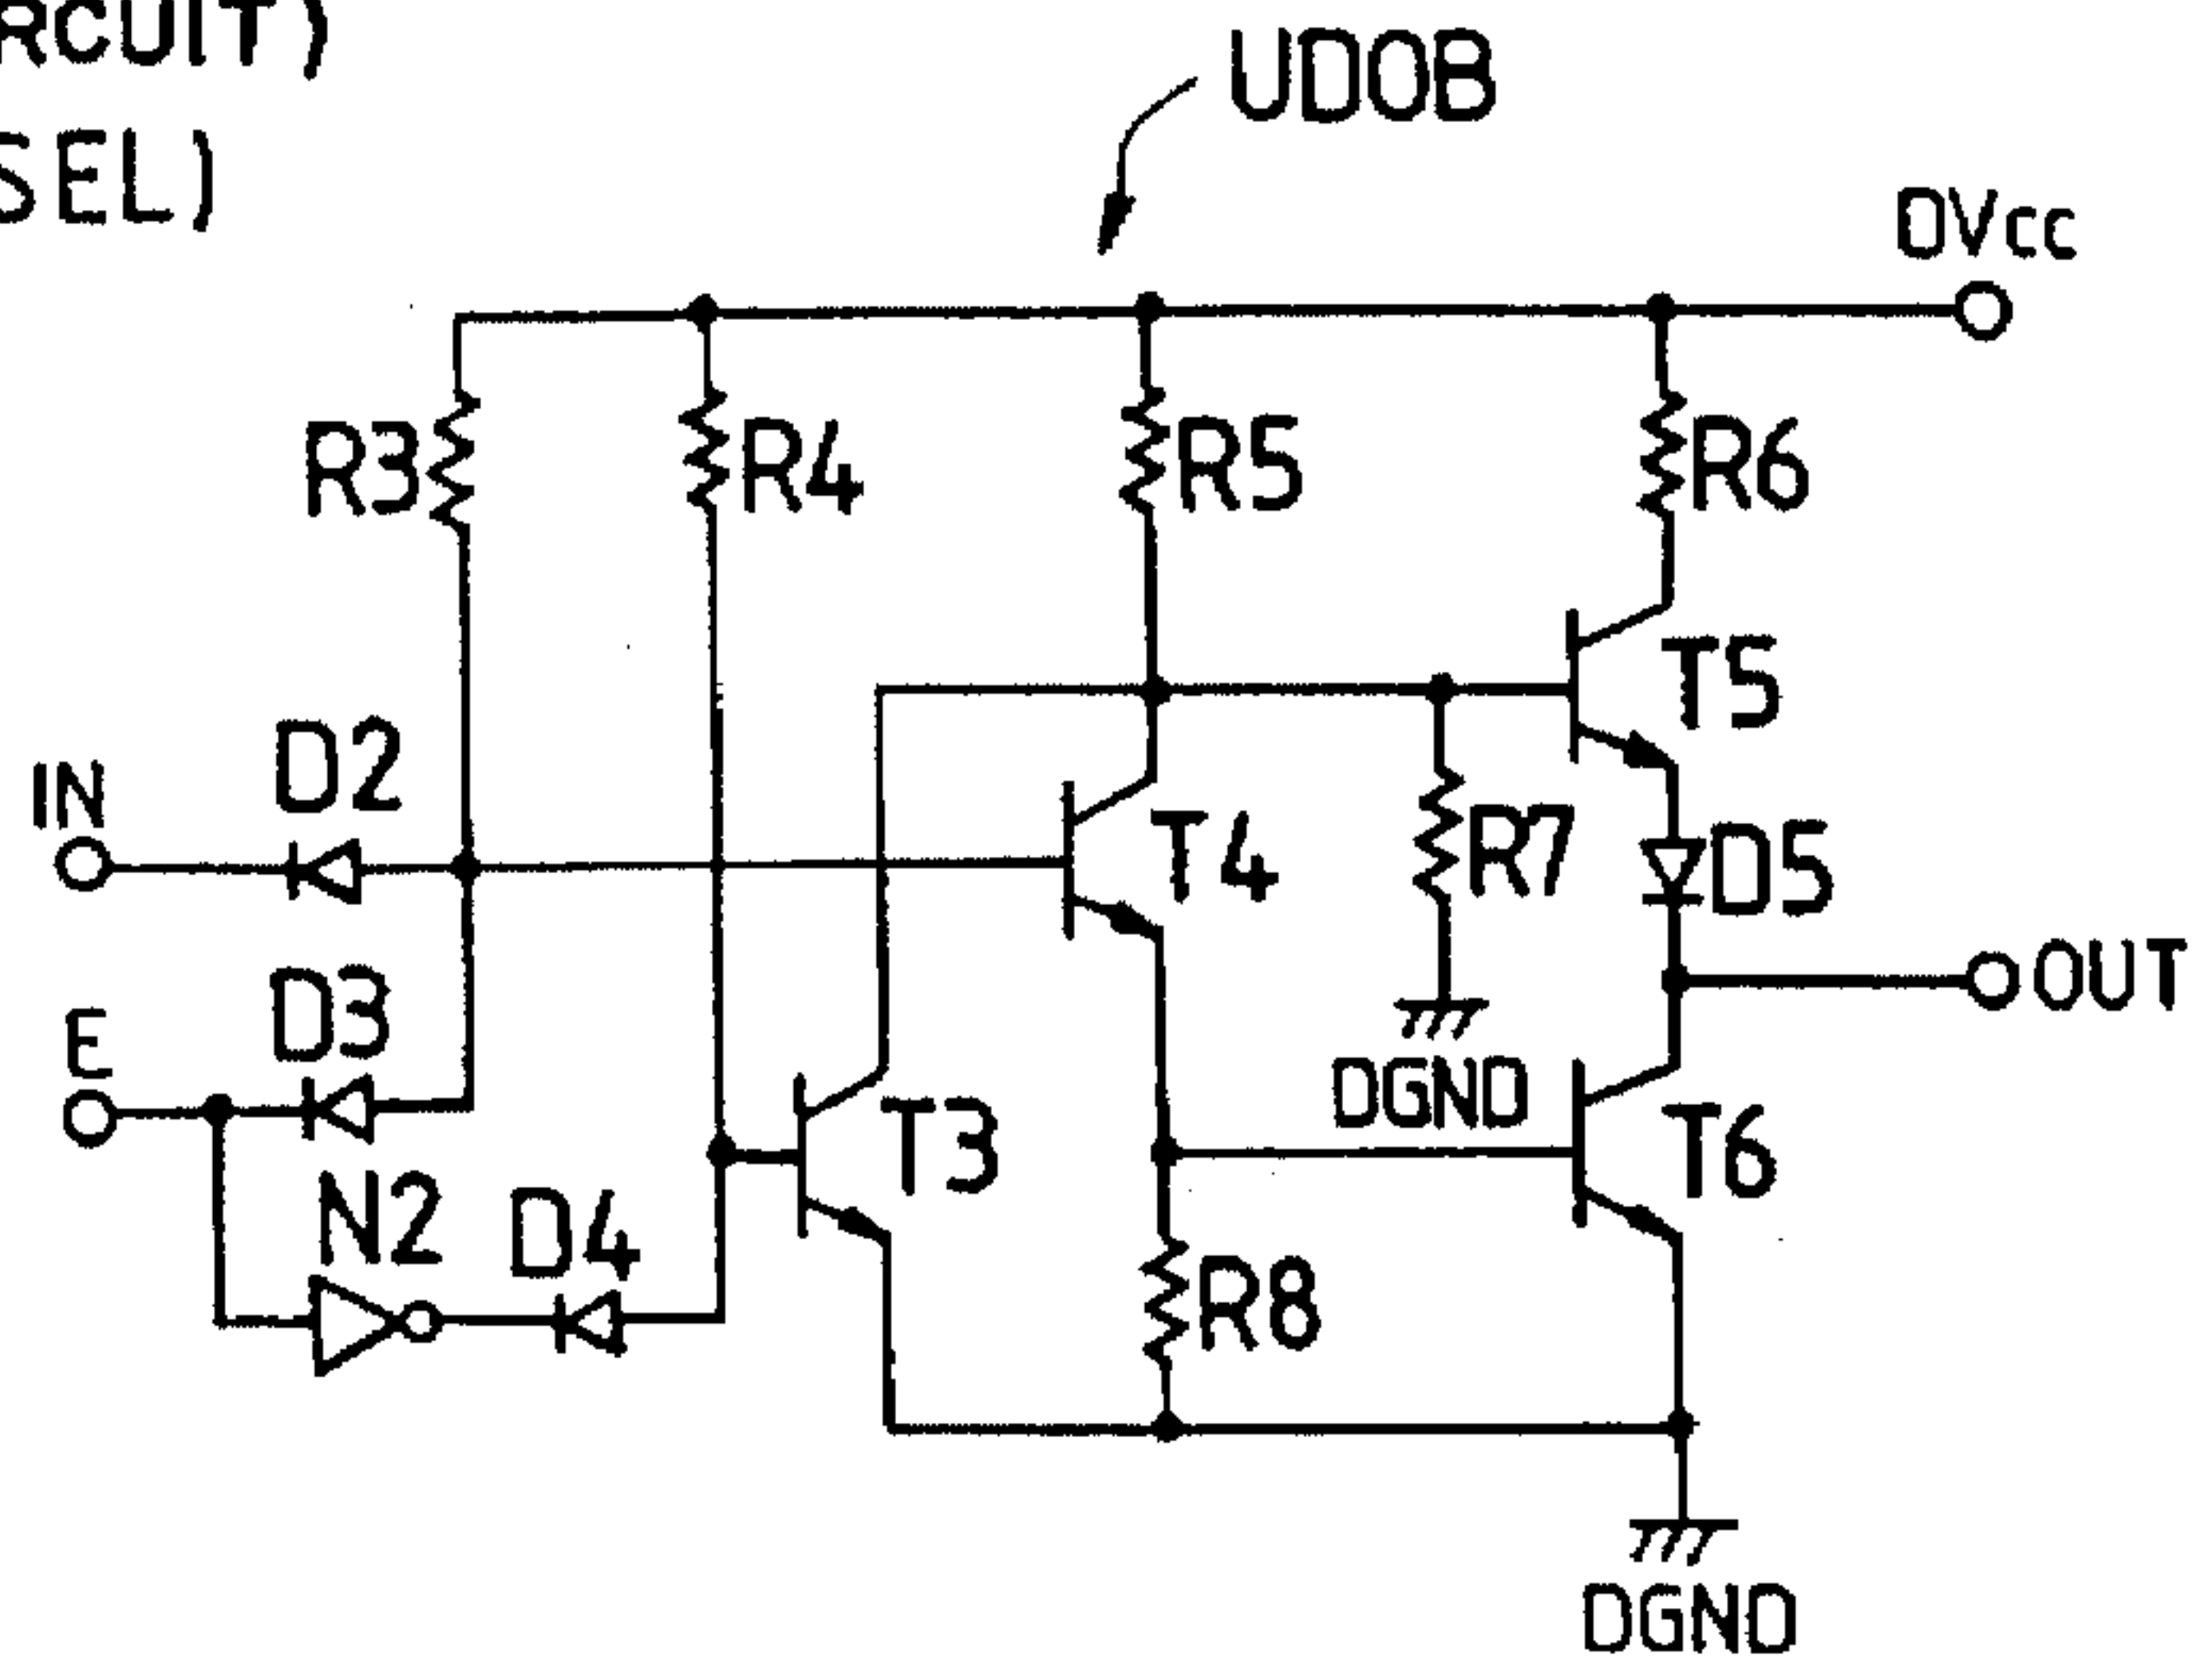 RCUIT)
SEL)
UDOB
DVcc
R3
R4
R5
R6
T5
D2
IN
T4
R7
D5
OUT
D3
E
DGND
T3
T6
N2
D4
R8
DGND